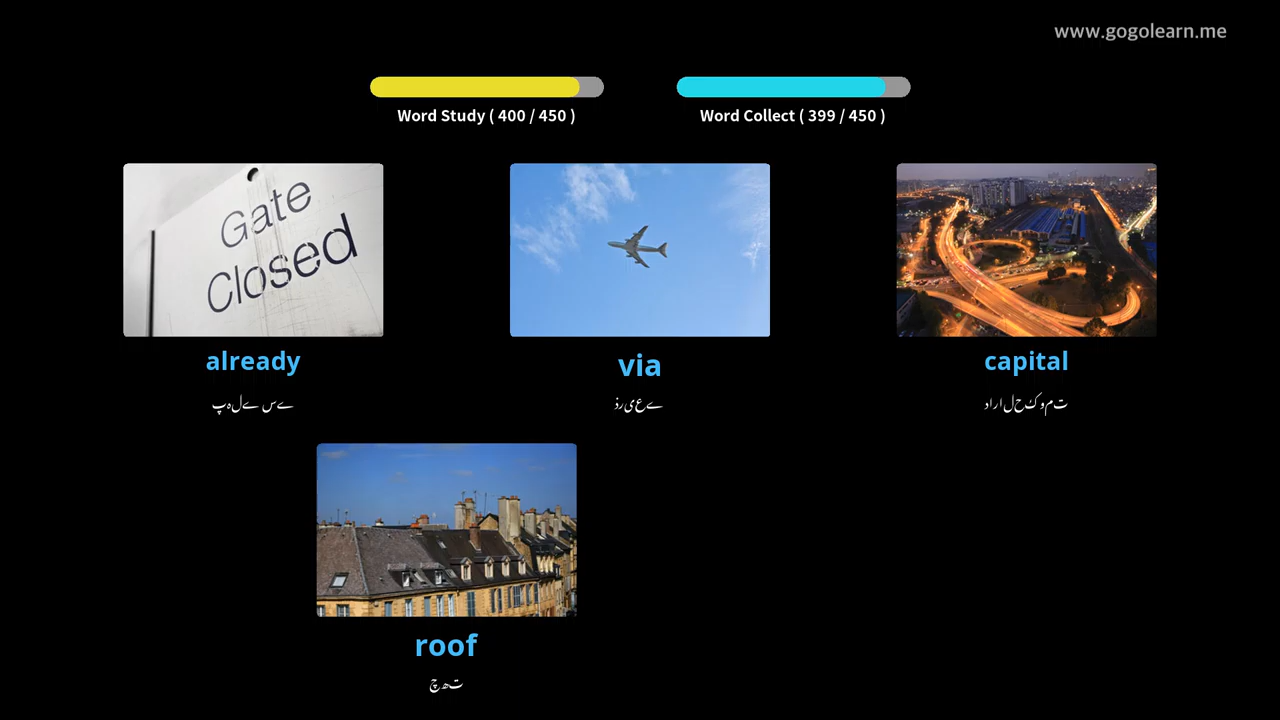 www.gogolearn.me
Word Study ( 400 / 450 )
Word Collect ( 399 / 450 )
Gate
Closed
already
via
capital
پہلے سے
ذریعے
دارالحکومت
roof
چھت